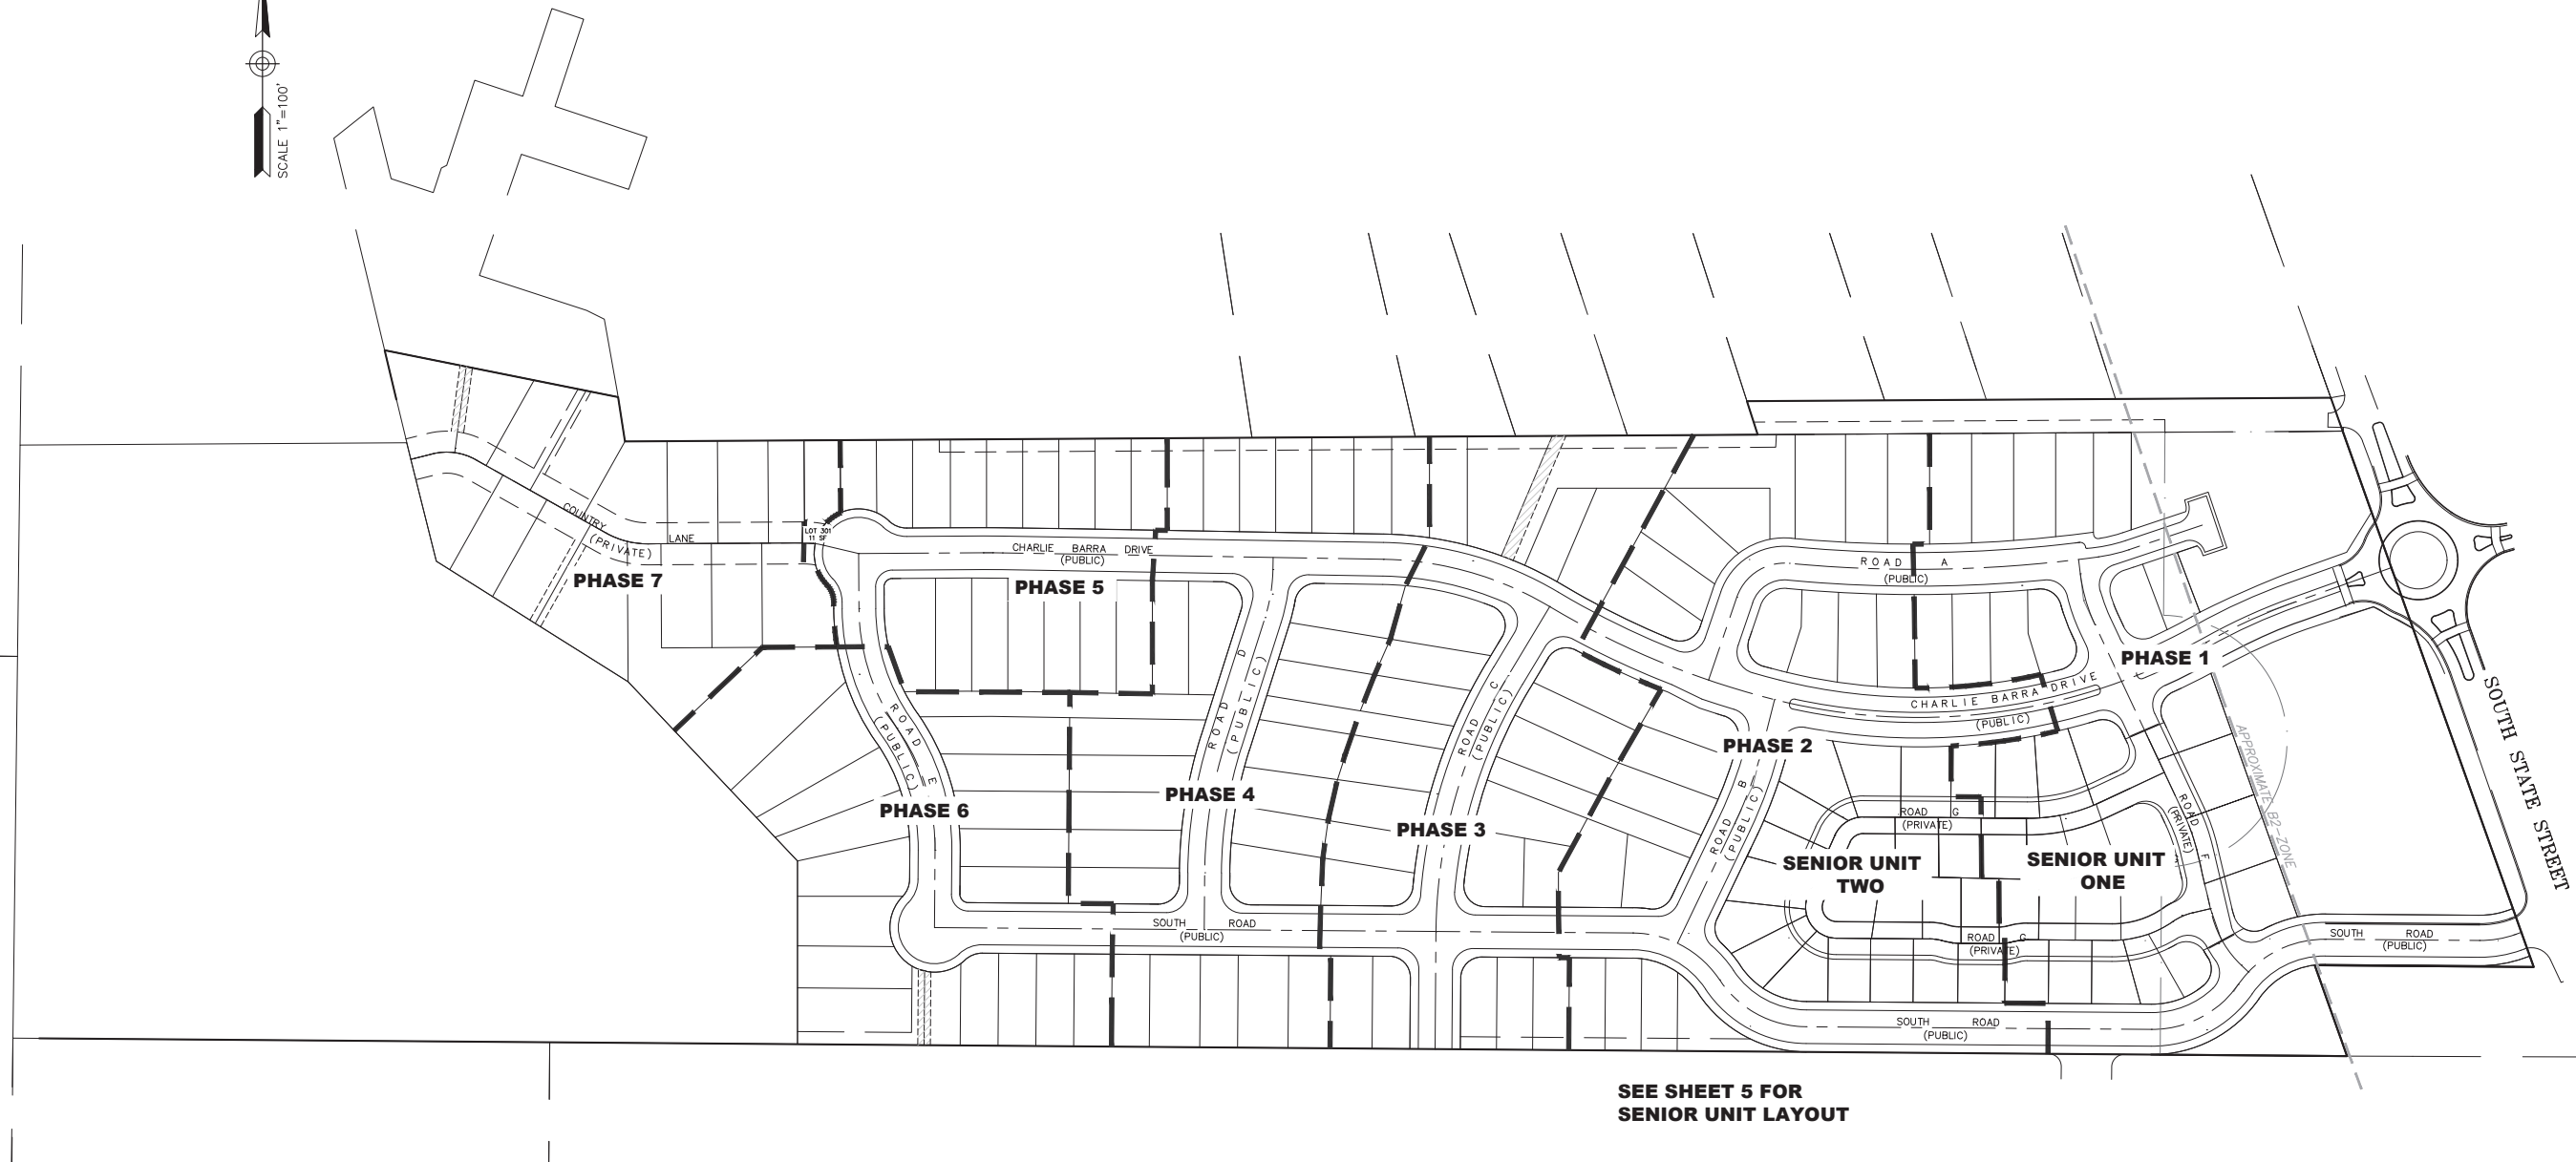 SCALE 1"=100'
COUNTRY
LANE
(PRIVATE)
LOT 301
11 SF
PHASE 7
CHARLIE BARRA DRIVE
(PUBLIC)
PHASE 5
ROAD A
(PUBLIC)
PHASE 1
CHARLIE BARRA DRIVE
(PUBLIC)
SOUTH STATE STREET
APPROXIMATE B2-ZONE
ROAD E
(PUBLIC)
PHASE 6
ROAD D
(PUBLIC)
PHASE 4
ROAD C
(PUBLIC)
PHASE 3
PHASE 2
ROAD B
(PUBLIC)
ROAD G
(PRIVATE)
ROAD F
(PRIVATE)
SENIOR UNIT
TWO
SENIOR UNIT
ONE
SOUTH ROAD
(PUBLIC)
ROAD G
(PRIVATE)
SOUTH ROAD
(PUBLIC)
SOUTH ROAD
(PUBLIC)
SEE SHEET 5 FOR
SENIOR UNIT LAYOUT